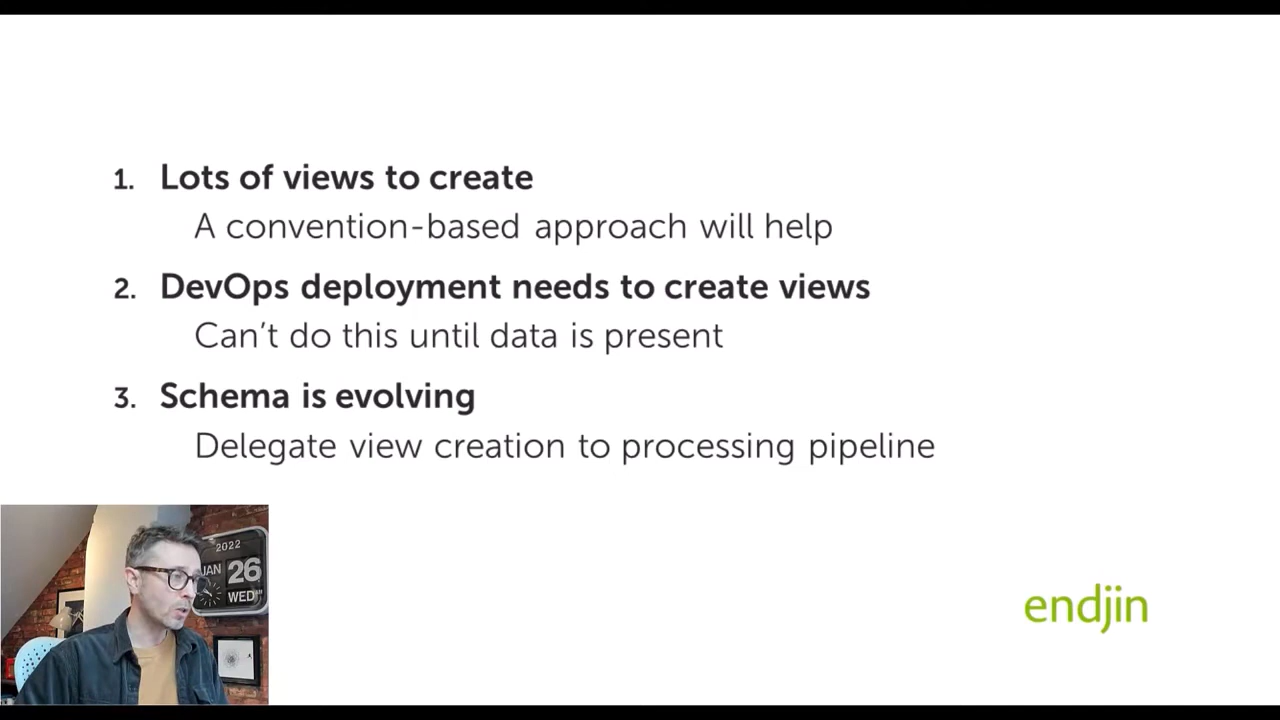 1. Lots of views to create
A convention-based approach will help
2. DevOps deployment needs to create views
Can't do this until data is present
3. Schema is evolving
Delegate view creation to processing pipeline
2022
JAN 26
WED
endjin